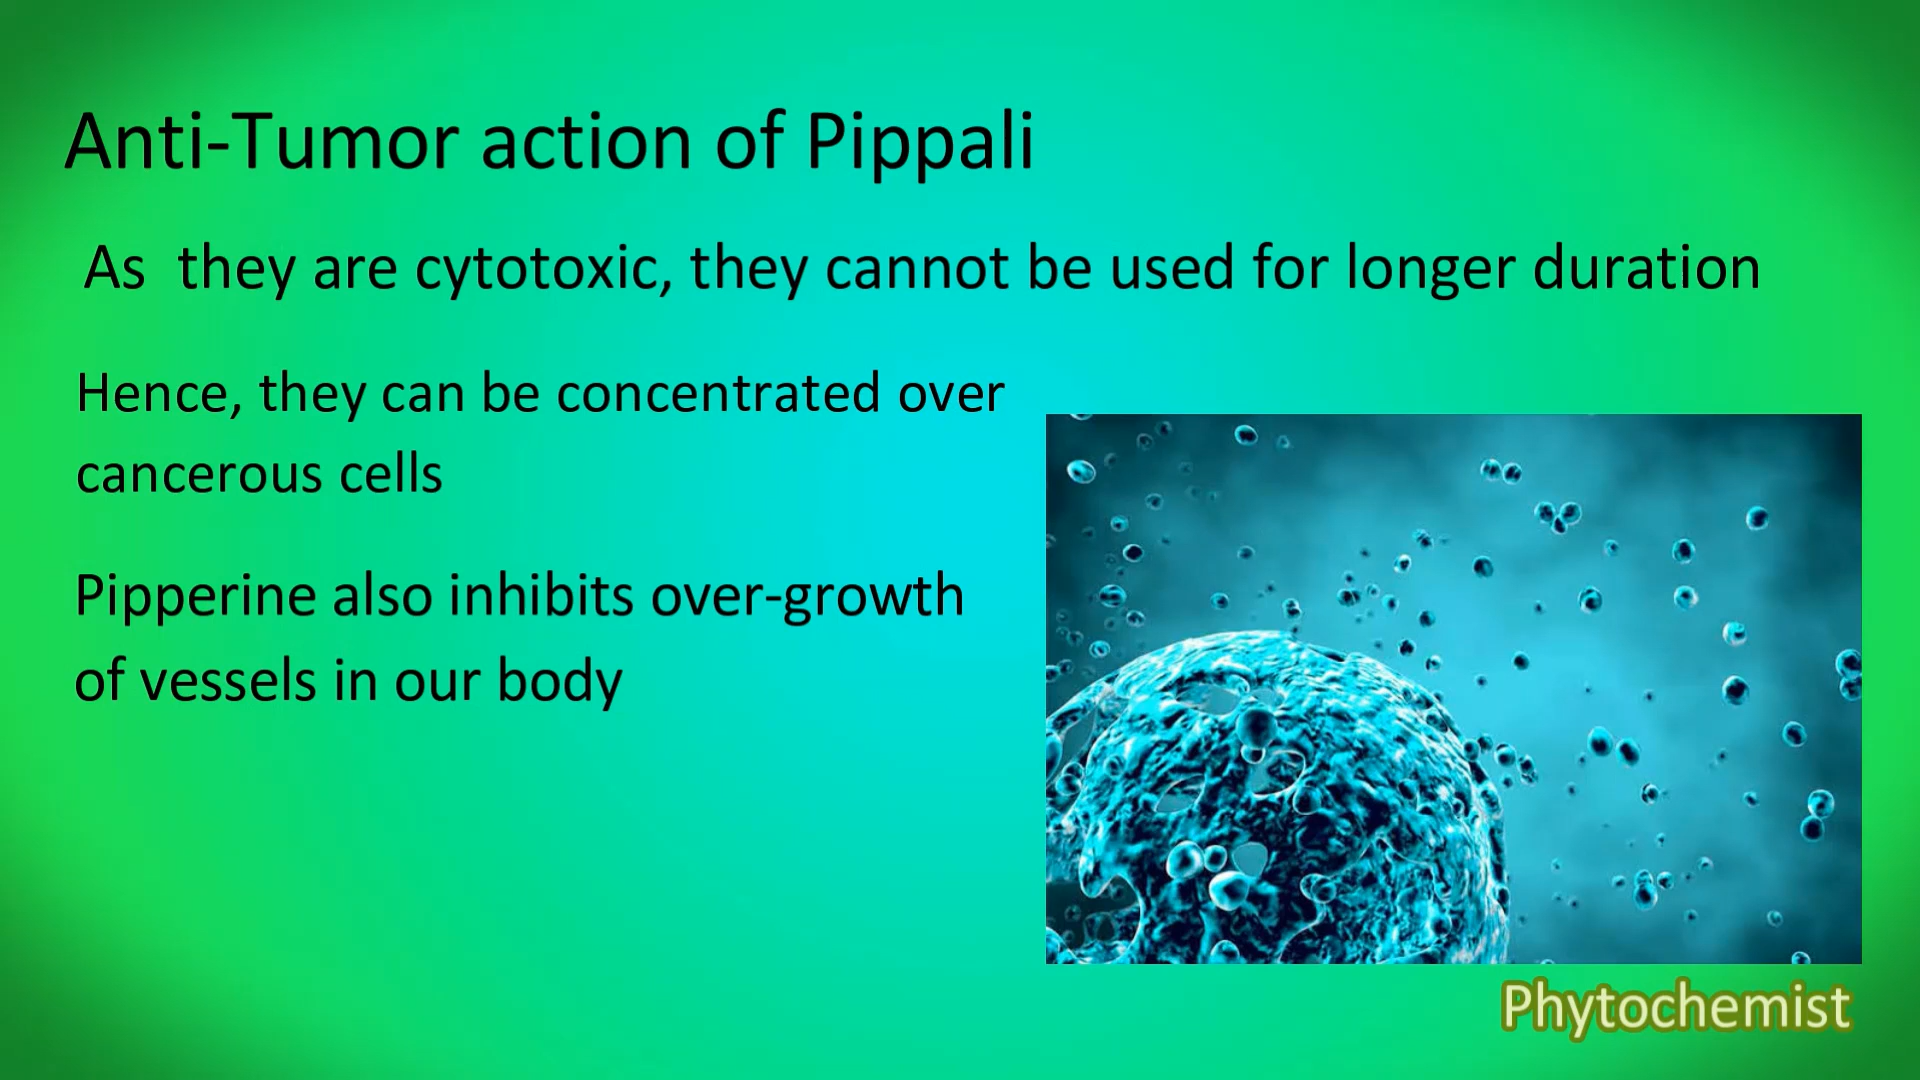 Anti-Tumor action of Pippali
As they are cytotoxic, they cannot be used for longer duration
Hence, they can be concentrated over
cancerous cells
Pipperine also inhibits over-growth
of vessels in our body
Phytochemist